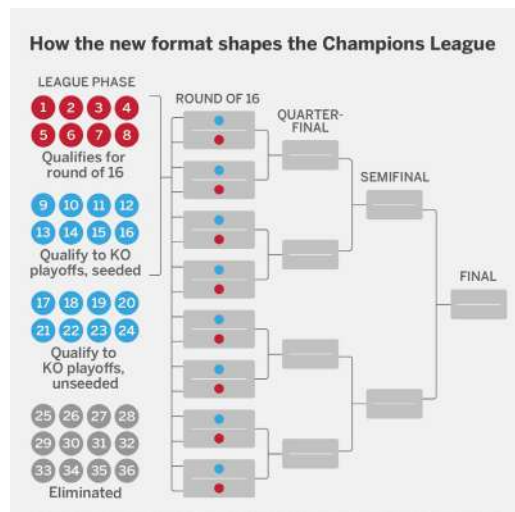 How the new format shapes the Champions League
LEAGUE PHASE
1 2 3 4
5 6 7 8
Qualifies for
round of 16
9 10 11 12
13 14 15 16
Qualify to KO
playoffs, seeded
17 18 19 20
21 22 23 24
Qualify to
KO playoffs,
unseeded
25 26 27 28
29 30 31 32
33 34 35 36
Eliminated
ROUND OF 16
QUARTER-
FINAL
SEMIFINAL
FINAL